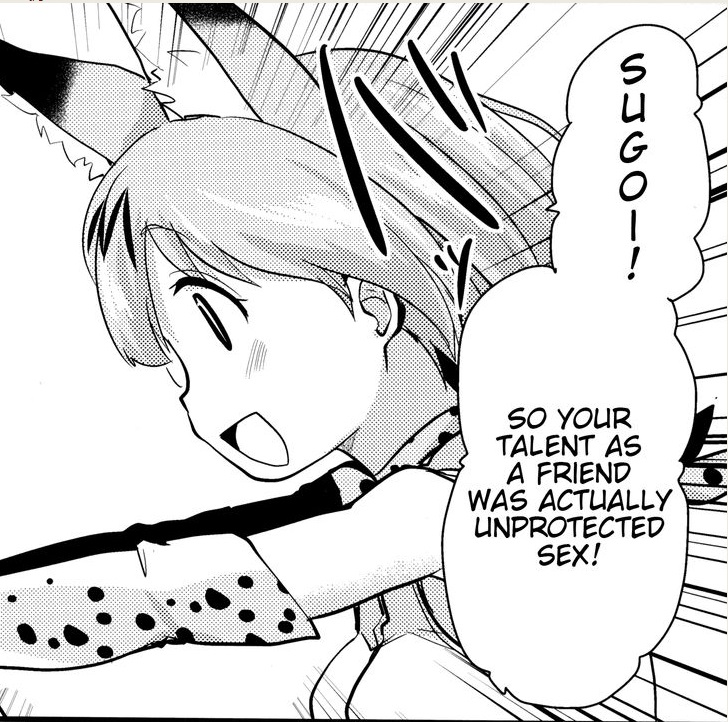 SUGOI!
SO YOUR
TALENT AS
A FRIEND
WAS ACTUALLY
UNPROTECTED
SEX!